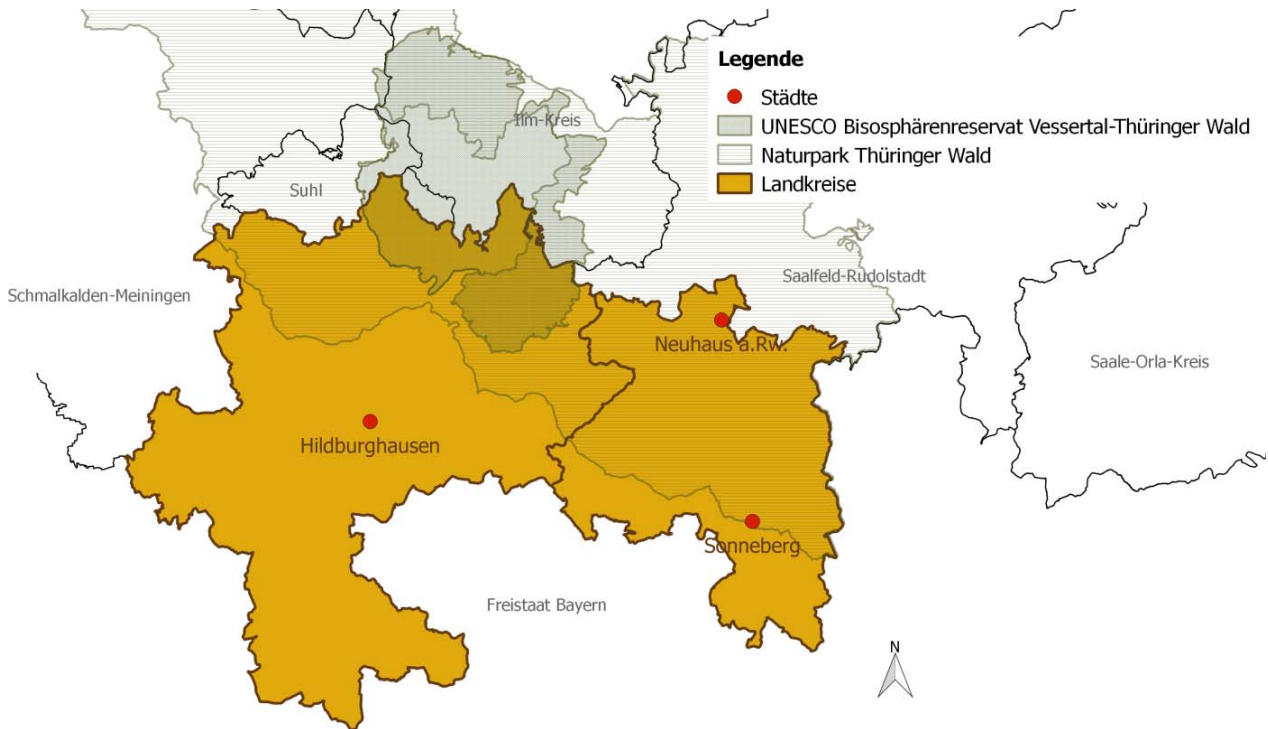 Legende
Städte
UNESCO Bisosphärenreservat Vessertal-Thüringer Wald
Naturpark Thüringer Wald
Landkreise
Ilm-Kreis
Suhl
Saalfeld-Rudolstadt
Schmalkalden-Meiningen
Neuhaus a.Rw.
Saale-Orla-Kreis
Hildburghausen
Sonneberg
Freistaat Bayern
N